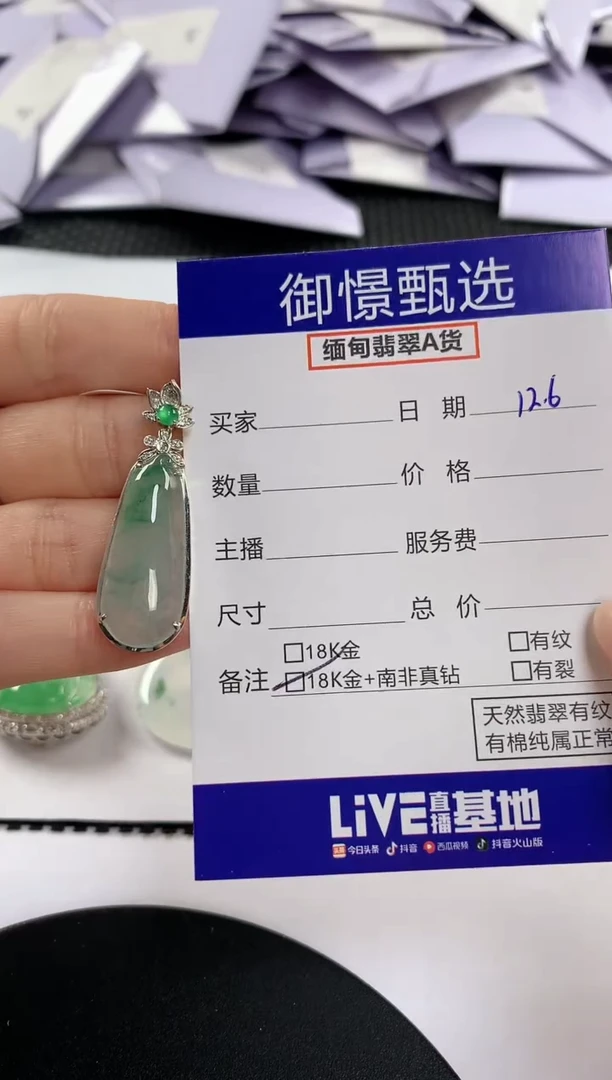 御憬甄选
缅甸翡翠A货
买家 日期 12.6
数量 价格
主播 服务费
尺寸 总价
□18K金 □有纹
备注 □18K金+南非真钻 □有裂
天然翡翠有纹
有棉纯属正常
LiVE直播基地
头条 今日头条 抖音 西瓜视频 抖音火山版